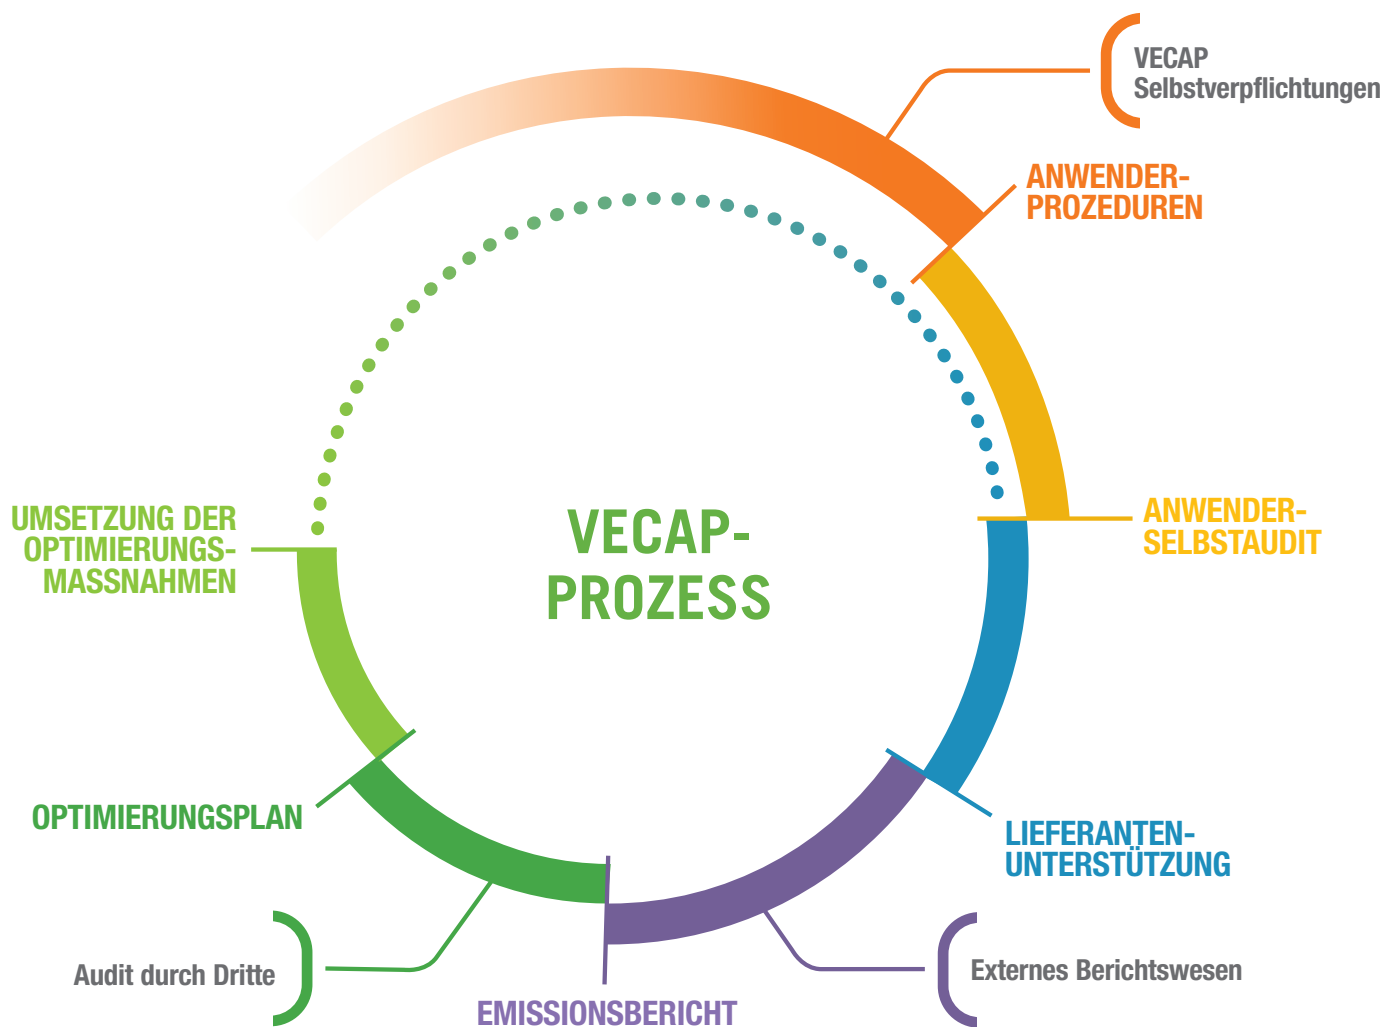 VECAP
Selbstverpflichtungen
ANWENDER-
PROZEDUREN
ANWENDER-
SELBSTAUDIT
UMSETZUNG DER
OPTIMIERUNGS-
MASSNAHMEN
VECAP-
PROZESS
OPTIMIERUNGSPLAN
LIEFERANTEN-
UNTERSTÜTZUNG
Audit durch Dritte
Externes Berichtswesen
EMISSIONSBERICHT